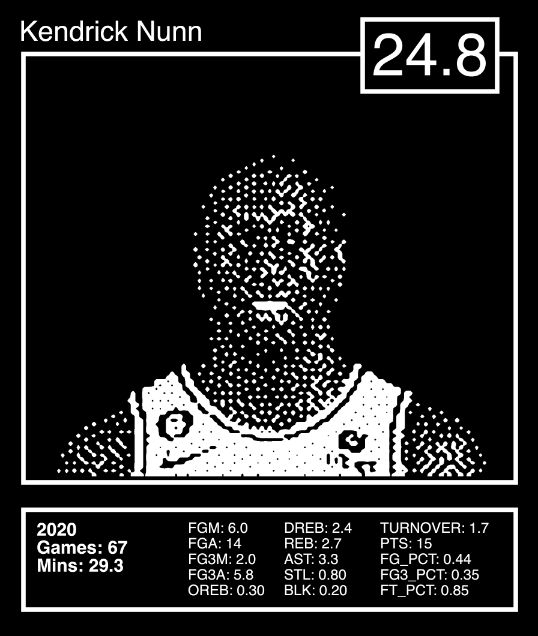 Kendrick Nunn
24.8
2020
Games: 67
Mins: 29.3
FGM: 6.0
FGA: 14
FG3M: 2.0
FG3A: 5.8
OREB: 0.30
DREB: 2.4
REB: 2.7
AST: 3.3
STL: 0.80
BLK: 0.20
TURNOVER: 1.7
PTS: 15
FG_PCT: 0.44
FG3_PCT: 0.35
FT_PCT: 0.85